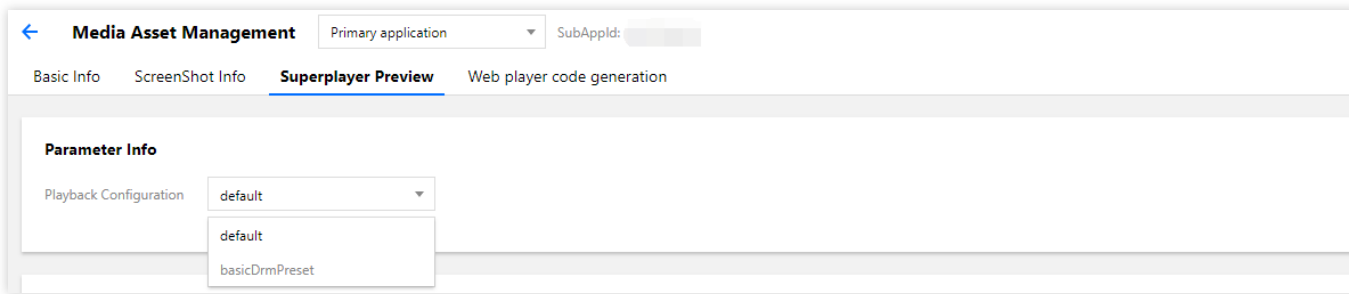 Media Asset Management Primary application SubAppId:
Basic Info ScreenShot Info Superplayer Preview Web player code generation
Parameter Info
Playback Configuration default
default
basicDrmPreset